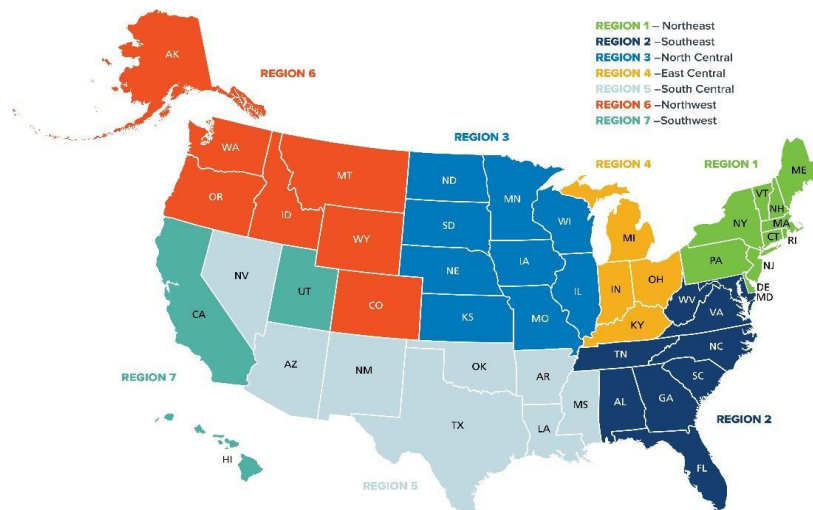 REGION 1 – Northeast
REGION 2 –Southeast
REGION 3 –North Central
REGION 4 –East Central
REGION 5 –South Central
REGION 6 –Northwest
REGION 7 –Southwest
AK
REGION 6
REGION 3
REGION 4
REGION 1
WA
MT
ND
MN
ME
VT
NH
OR
ID
SD
WI
MI
NY
MA
CT
RI
WY
IA
PA
NJ
NE
IL
IN
OH
DE
MD
NV
UT
CO
WV
VA
CA
KS
MO
KY
NC
TN
AZ
NM
OK
AR
SC
REGION 7
MS
AL
GA
TX
LA
REGION 2
HI
FL
REGION 5